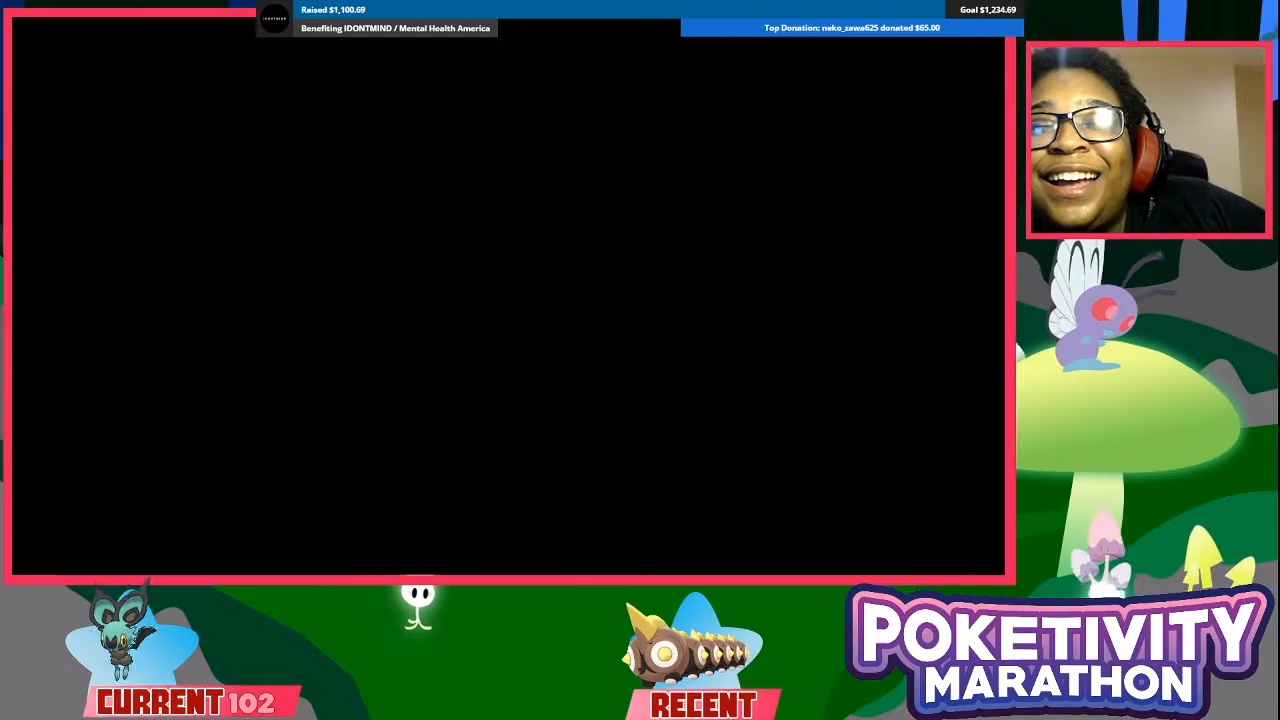 Raised $1,100.69
Goal $1,234.69
Benefiting IDONTMIND / Mental Health America
Top Donation: neko_zawa625 donated $65.00
IDONTMIND
CURRENT 102
RECENT
POKETIVITY
MARATHON